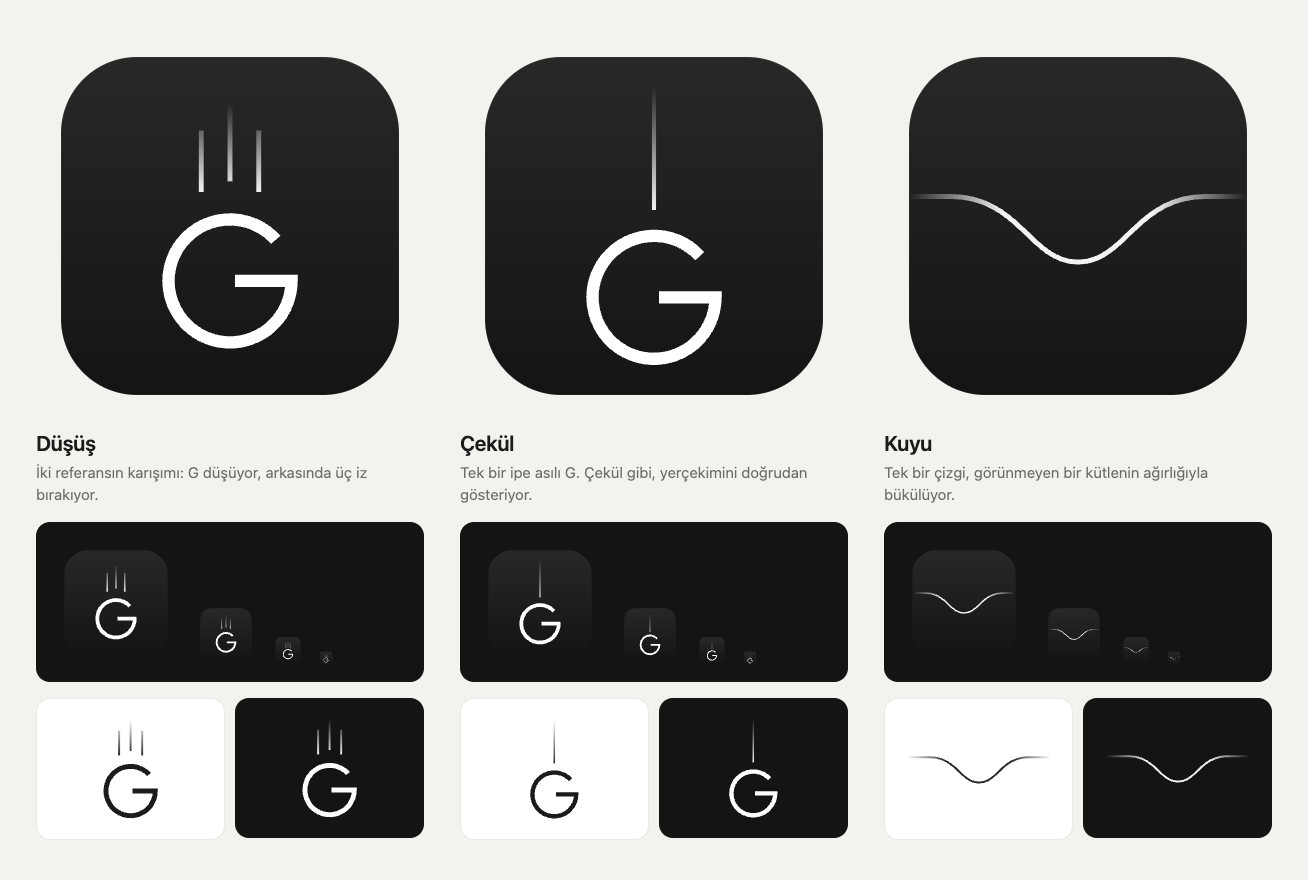 G
G
Düşüş
Çekül
Kuyu
İki referansın karışımı: G düşüyor, arkasında üç iz
bırakıyor.
Tek bir ipe asılı G. Çekül gibi, yerçekimini doğrudan
gösteriyor.
Tek bir çizgi, görünmeyen bir kütlenin ağırlığıyla
bükülüyor.
G
G
G
G
G
G
G
G
G
G
G
G